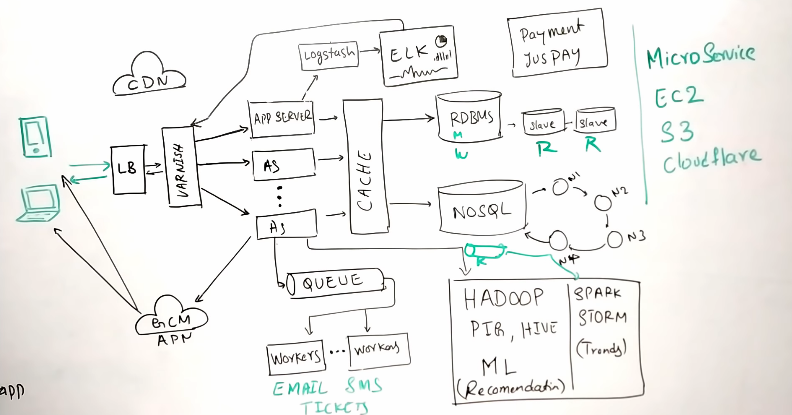 Logstash
ELK
Payment
JUSPAY
MicroService
EC2
S3
Cloudflare
CDN
APP SERVER
RDBMS
M
W
Slave
Slave
R
R
LB
VARNISH
AS
CACHE
AS
NOSQL
N1
N2
N3
N4
K
QUEUE
GCM
APN
HADOOP
PIG, HIVE
ML
(Recomendatin)
SPARK
STORM
(Trends)
Workers
...
Workers
EMAIL SMS
TICKETS
app